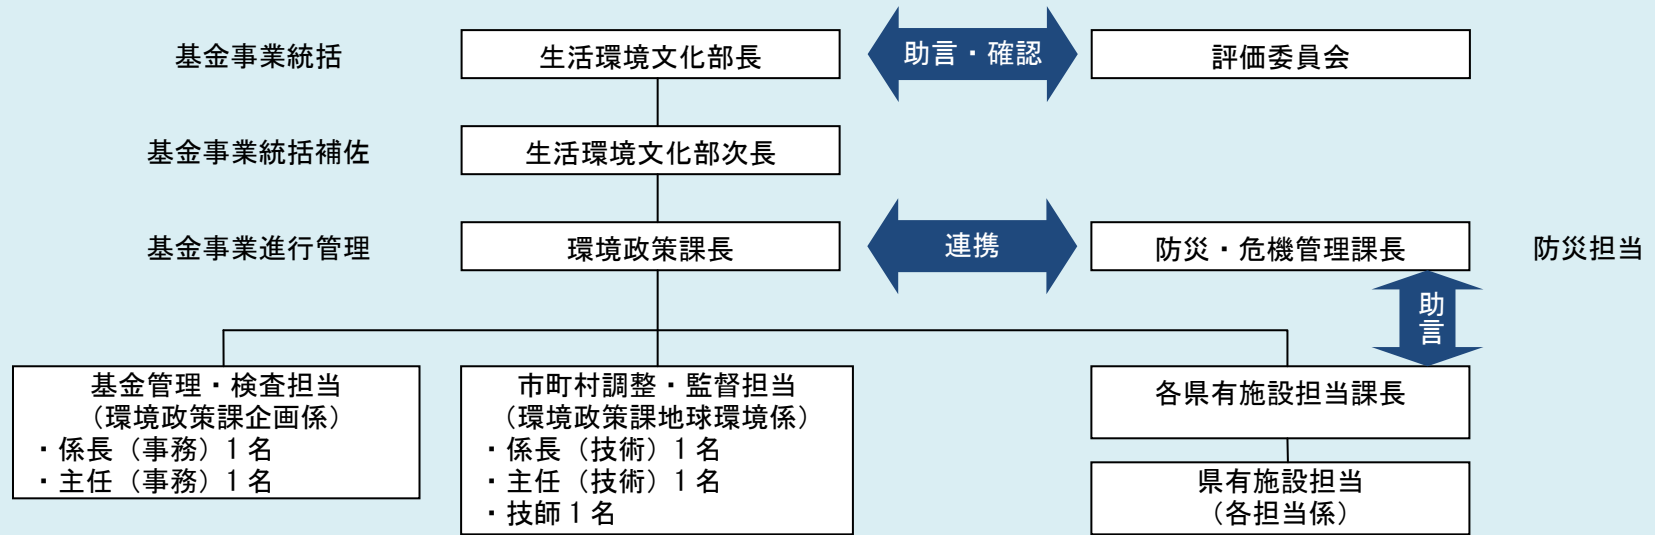 基金事業統括
生活環境文化部長
助言・確認
評価委員会
基金事業統括補佐
生活環境文化部次長
基金事業進行管理
環境政策課長
連携
防災・危機管理課長
防災担当
助言
基金管理・検査担当
（環境政策課企画係）
・係長（事務）１名
・主任（事務）１名
市町村調整・監督担当
（環境政策課地球環境係）
・係長（技術）１名
・主任（技術）１名
・技師１名
各県有施設担当課長
県有施設担当
（各担当係）